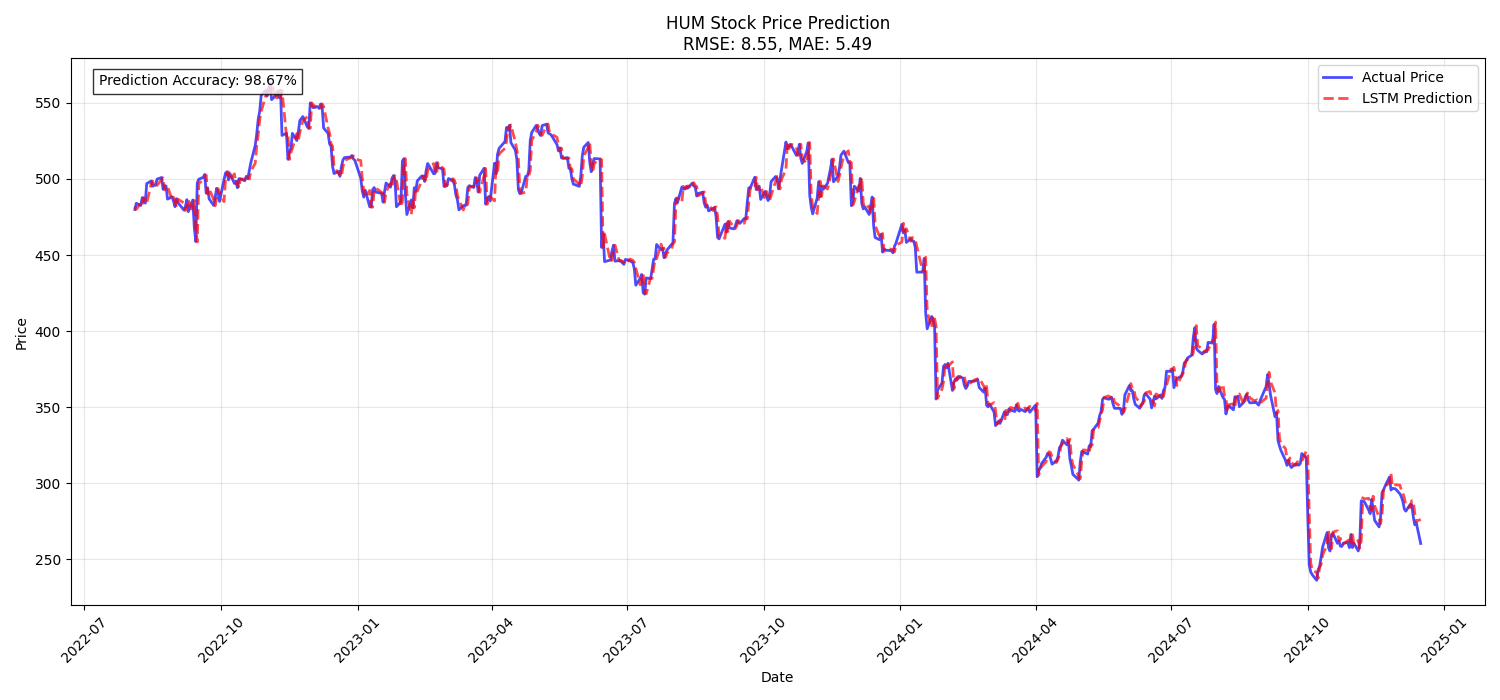 HUM Stock Price Prediction
RMSE: 8.55, MAE: 5.49
Prediction Accuracy: 98.67%
Actual Price
LSTM Prediction
Price
550
500
450
400
350
300
250
2022-07
2022-10
2023-01
2023-04
2023-07
2023-10
2024-01
2024-04
2024-07
2024-10
2025-01
Date